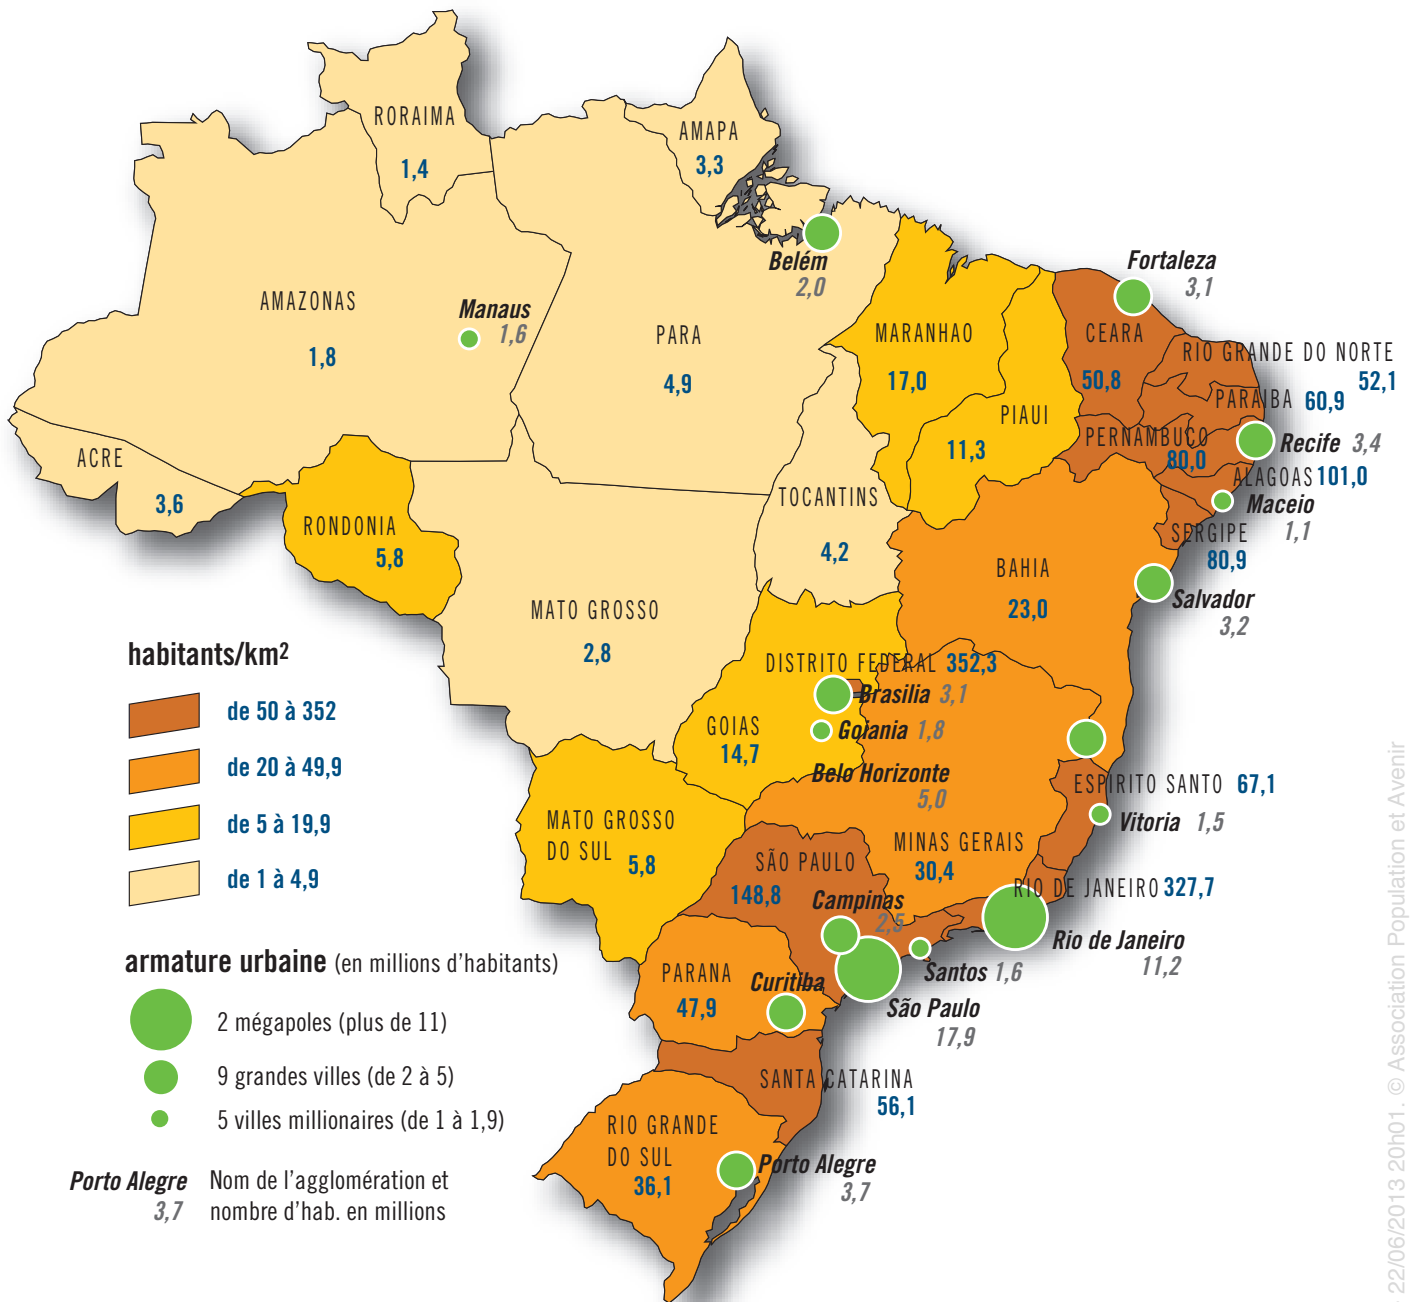 RORAIMA
1,4
AMAPA
3,3
Belém
2,0
AMAZONAS
1,8
Manaus
1,6
PARA
4,9
MARANHAO
17,0
PIAUI
11,3
Fortaleza
3,1
CEARA
50,8
RIO GRANDE DO NORTE
52,1
PARAIBA 60,9
PERNAMBUCO
80,0
Recife 3,4
ALAGOAS 101,0
Maceio
1,1
SERGIPE
80,9
ACRE
3,6
RONDONIA
5,8
TOCANTINS
4,2
BAHIA
23,0
Salvador
3,2
MATO GROSSO
2,8
DISTRITO FEDERAL 352,3
Brasilia 3,1
Goiania 1,8
GOIAS
14,7
Belo Horizonte
5,0
ESPIRITO SANTO 67,1
Vitoria 1,5
MINAS GERAIS
30,4
MATO GROSSO
DO SUL 5,8
SÃO PAULO
148,8
Campinas
2,5
RIO DE JANEIRO 327,7
Rio de Janeiro
11,2
Santos 1,6
São Paulo
17,9
PARANA
47,9
Curitiba
SANTA CATARINA
56,1
RIO GRANDE
DO SUL
36,1
Porto Alegre
3,7
habitants/km2
de 50 à 352
de 20 à 49,9
de 5 à 19,9
de 1 à 4,9
armature urbaine (en millions d'habitants)
2 mégapoles (plus de 11)
9 grandes villes (de 2 à 5)
5 villes millionaires (de 1 à 1,9)
Porto Alegre Nom de l'agglomération et
3,7 nombre d'hab. en millions
22/06/2013 20h01. © Association Population et Avenir